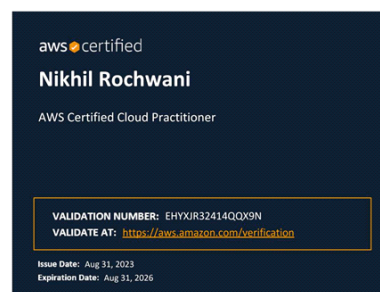 aws certified
Nikhil Rochwani
AWS Certified Cloud Practitioner
VALIDATION NUMBER: EHYXJR32414QQX9N
VALIDATE AT: https://aws.amazon.com/verification
Issue Date: Aug 31, 2023
Expiration Date: Aug 31, 2026